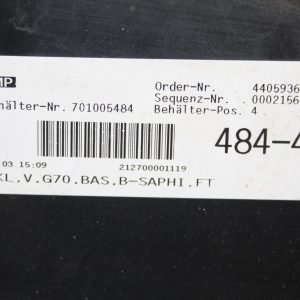 MP
Order-Nr. 4405936
Sequenz-Nr. 0002156
hälter-Nr. 701005484 Behälter-Pos. 4
484-4
03 15:09 212700001119
KL.V.G70.BAS.B-SAPHI.FT